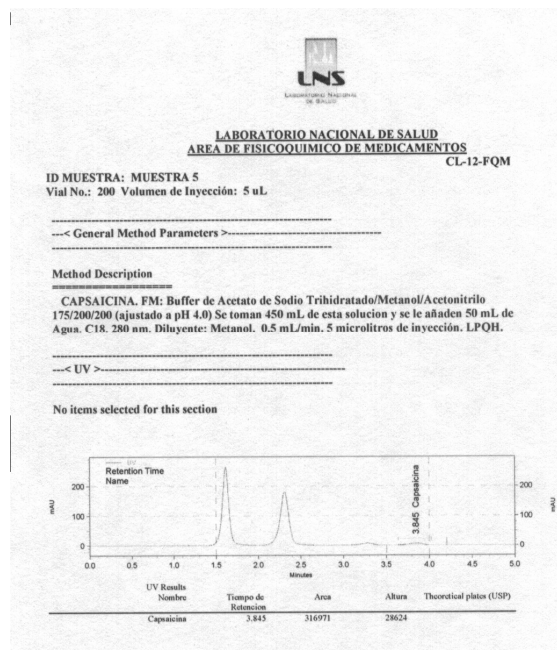 LNS
LABORATORIO NACIONAL
DE SALUD
LABORATORIO NACIONAL DE SALUD
AREA DE FISICOQUIMICO DE MEDICAMENTOS
CL-12-FQM
ID MUESTRA: MUESTRA 5
Vial No.: 200 Volumen de Inyección: 5 uL
---< General Method Parameters >---
Method Description
CAPSAICINA. FM: Buffer de Acetato de Sodio Trihidratado/Metanol/Acetonitrilo
175/200/200 (ajustado a pH 4.0) Se toman 450 mL de esta solucion y se le añaden 50 mL de
Agua. C18. 280 nm. Diluyente: Metanol. 0.5 mL/min. 5 microlitros de inyección. LPQH.
---< UV >---
No items selected for this section
UV
Retention Time
Name
3.845 Capsaicina
mAU
200
100
0
200
100
0
mAU
0.0 0.5 1.0 1.5 2.0 2.5 3.0 3.5 4.0 4.5 5.0
Minutes
UV Results
Nombre Tiempo de Retencion Area Altura Theoretical plates (USP)
Capsaicina 3.845 316971 28624